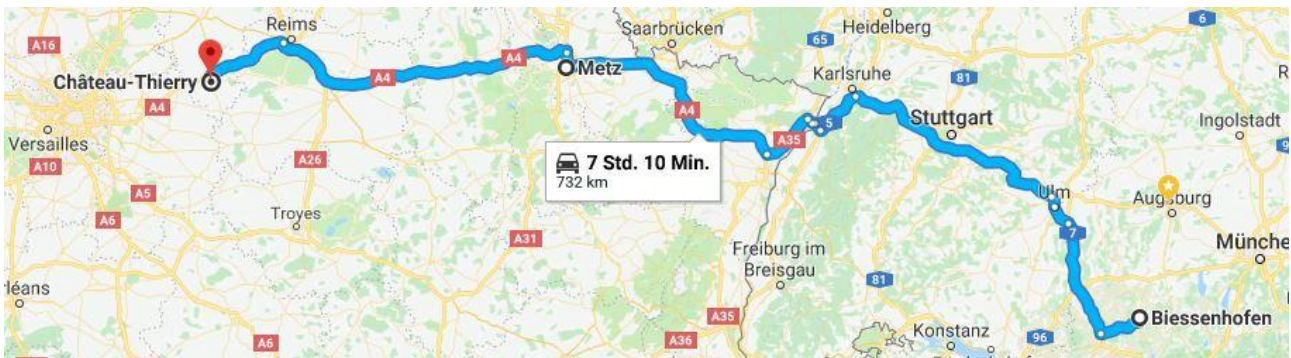 A16
Reims
Saarbrücken
Heidelberg
6
65
Château-Thierry
A4
Metz
A4
Karlsruhe
81
A4
A4
5
Stuttgart
Ingolstadt
Versailles
A35
A10
A26
7 Std. 10 Min.
732 km
Ulm
Augsburg
A5
Troyes
A6
A31
7
Münche
Freiburg im
Breisgau
81
léans
A35
Biessenhofen
A6
A36
Konstanz
96